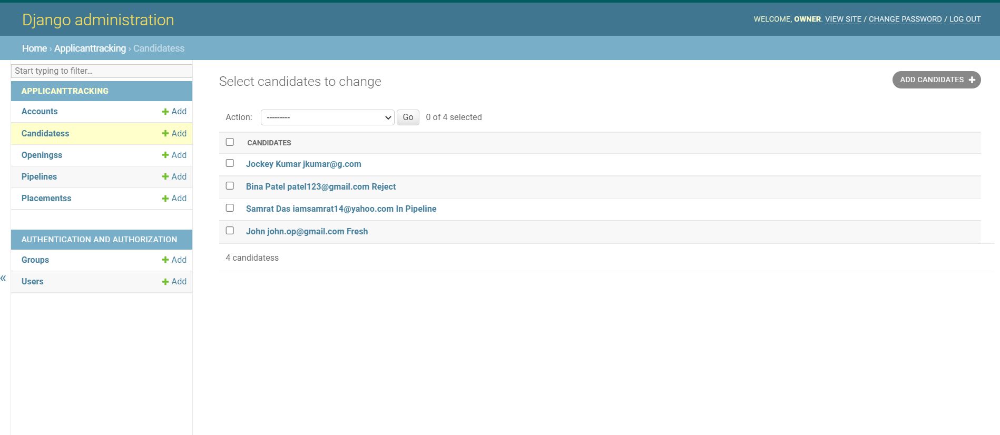 Django administration
WELCOME, OWNER. VIEW SITE / CHANGE PASSWORD / LOG OUT
Home › Applicanttracking › Candidatess
Start typing to filter…
APPLICANTTRACKING
Accounts + Add
Candidatess + Add
Openingss + Add
Pipelines + Add
Placementss + Add
AUTHENTICATION AND AUTHORIZATION
Groups + Add
Users + Add
«
Select candidates to change
ADD CANDIDATES +
Action: --------- Go 0 of 4 selected
CANDIDATES
Jockey Kumar jkumar@g.com
Bina Patel patel123@gmail.com Reject
Samrat Das iamsamrat14@yahoo.com In Pipeline
John john.op@gmail.com Fresh
4 candidatess